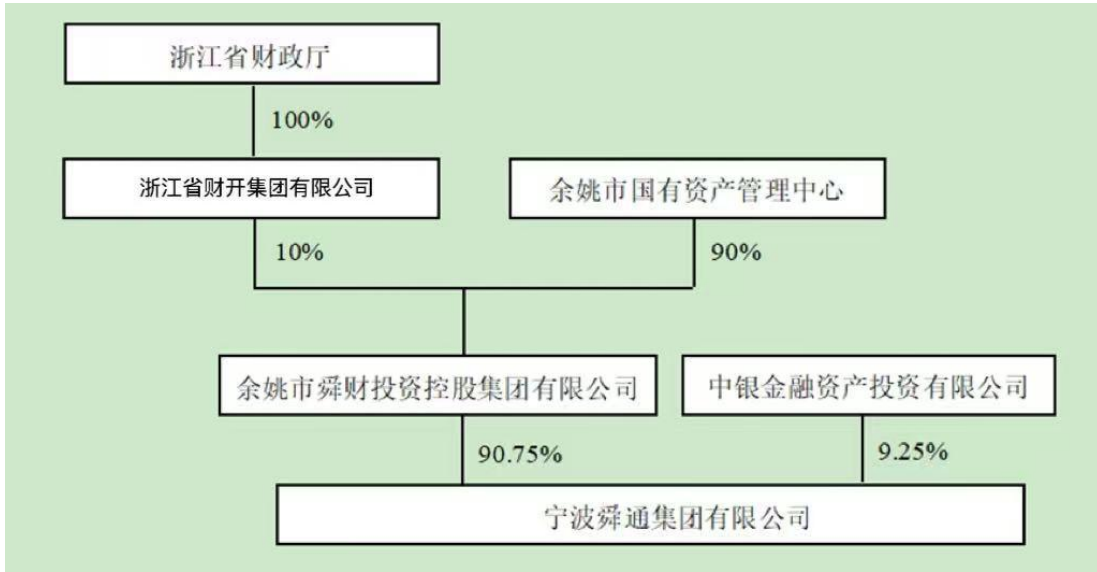 浙江省财政厅
100%
浙江省财开集团有限公司
余姚市国有资产管理中心
10%
90%
余姚市舜财投资控股集团有限公司
中银金融资产投资有限公司
90.75%
9.25%
宁波舜通集团有限公司